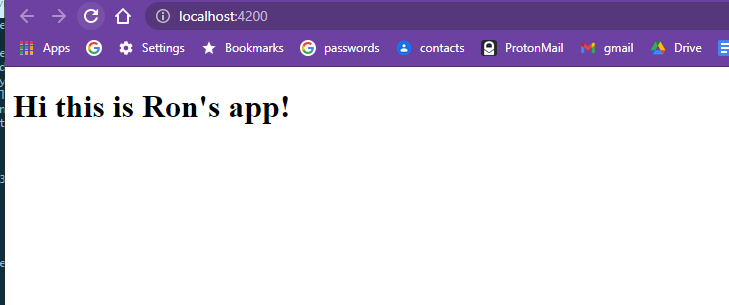 localhost:4200
Apps Settings Bookmarks passwords contacts ProtonMail gmail Drive
Hi this is Ron's app!